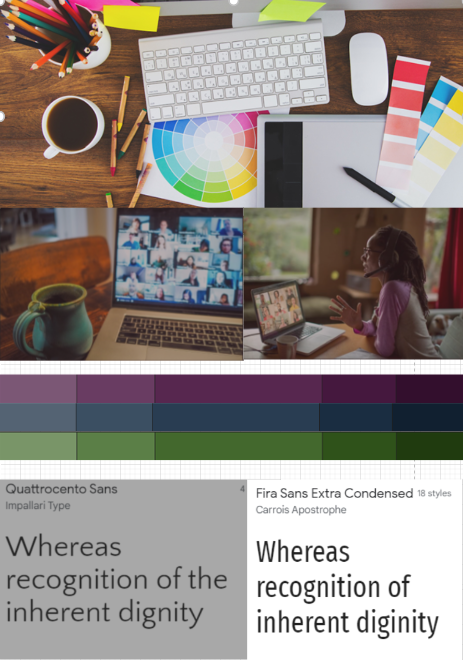 Quattrocento Sans
4
Impallari Type
Whereas
recognition of the
inherent dignity
Fira Sans Extra Condensed 18 styles
Carrois Apostrophe
Whereas
recognition of
inherent diginity